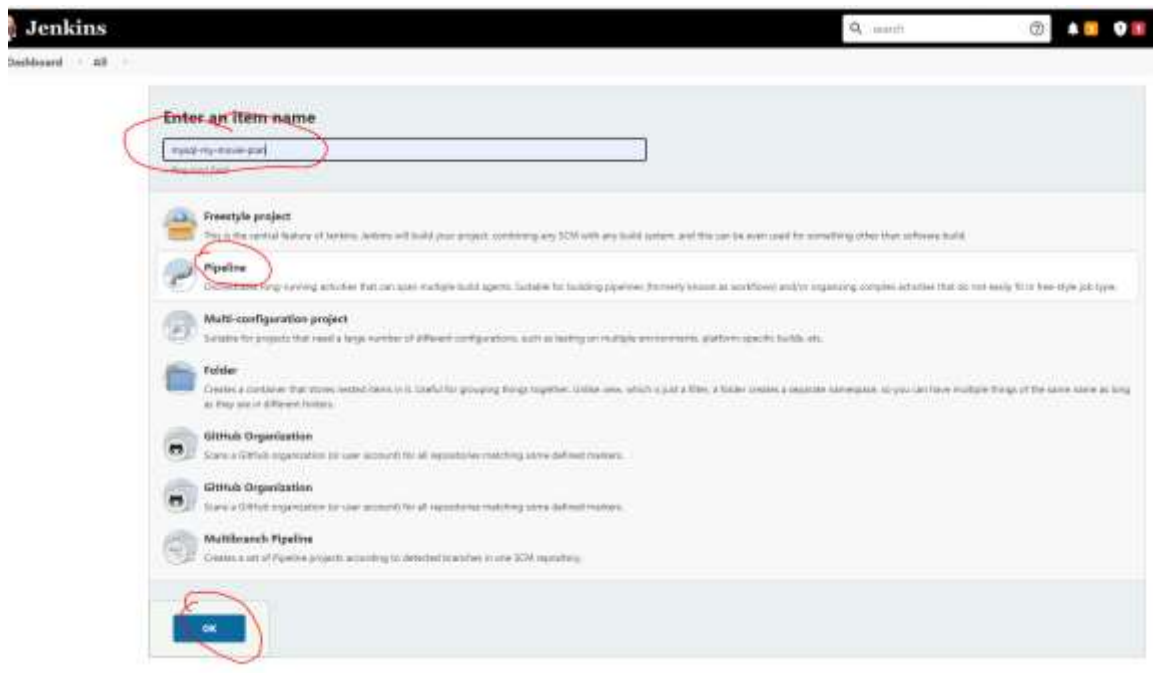 Jenkins
search
Dashboard
All
Enter an item name
mysql-my-movie-plan
Required field
Freestyle project
This is the central feature of Jenkins. Jenkins will build your project, combining any SCM with any build system, and this can be even used for something other than software build.
Pipeline
long-running activities that can span multiple build agents. Suitable for building pipelines (formerly known as workflows) and/or organizing complex activities that do not easily fit in free-style job type.
Multi-configuration project
Suitable for projects that need a large number of different configurations, such as testing on multiple environments, platform-specific builds, etc.
Folder
Creates a container that stores nested items in it. Useful for grouping things together. Unlike view, which is just a filter, a folder creates a separate namespace, so you can have multiple things of the same name as long
as they are in different folders.
GitHub Organization
Scans a GitHub organization (or user account) for all repositories matching some defined markers.
GitHub Organization
Scans a GitHub organization (or user account) for all repositories matching some defined markers.
Multibranch Pipeline
Creates a set of Pipeline projects according to detected branches in one SCM repository.
OK